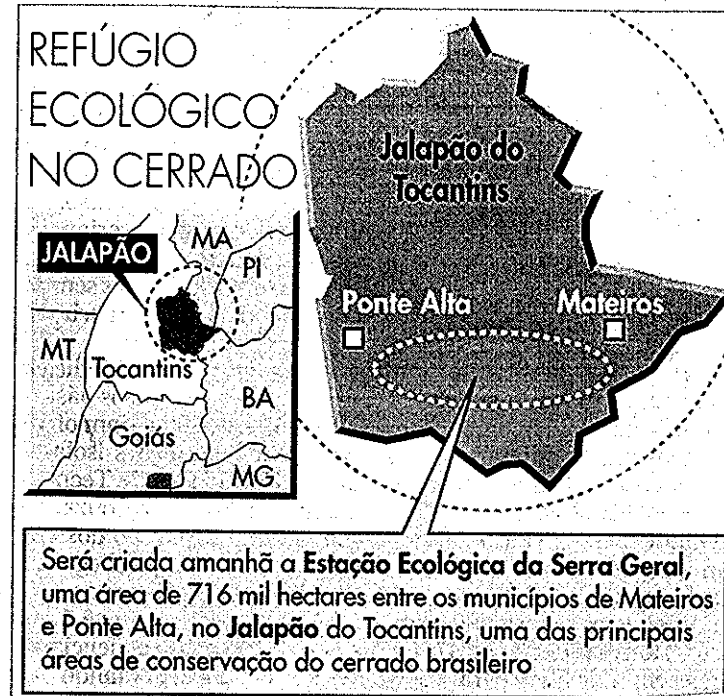 REFÚGIO
ECOLÓGICO
NO CERRADO
Jalapão do
Tocantins
Ponte Alta
Mateiros
JALAPÃO
MA
PI
MT
Tocantins
BA
Goiás
MG
Será criada amanhã a Estação Ecológica da Serra Geral,
uma área de 716 mil hectares entre os municípios de Mateiros
e Ponte Alta, no Jalapão do Tocantins, uma das principais
áreas de conservação do cerrado brasileiro